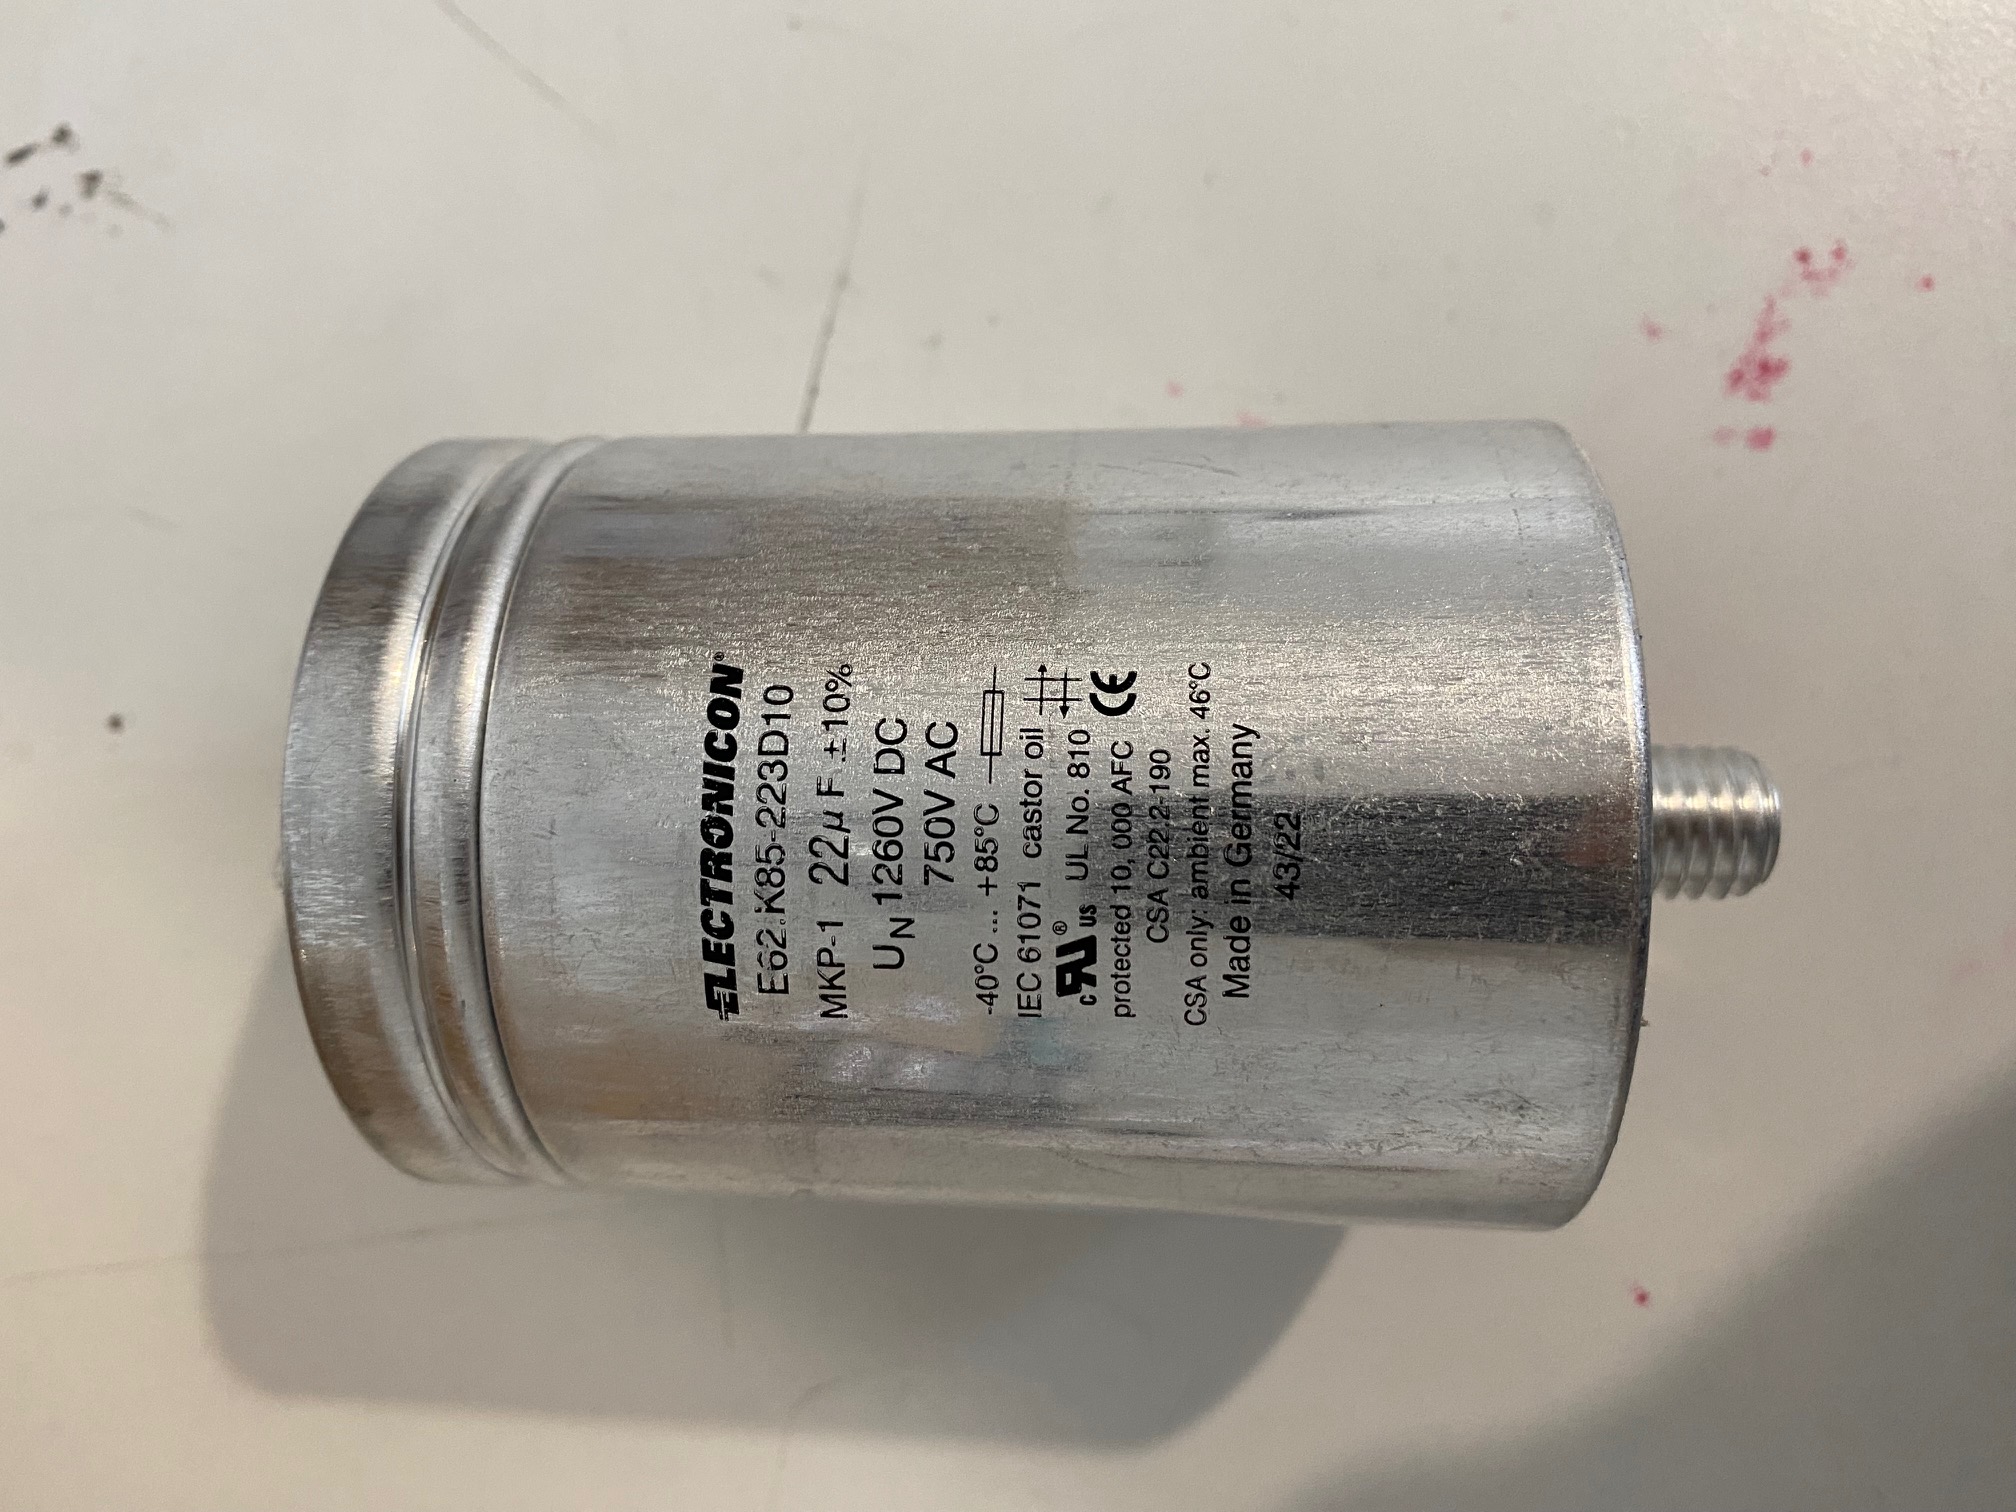 ELECTRONICON®
E62.K85-223D10
MKP-1 22μF ±10%
UN 1260V DC
750V AC
-40°C ... +85°C
IEC 61071 castor oil
c RU® us UL No. 810
protected 10, 000 AFC CE
CSA C22.2-190
CSA only: ambient max. 46°C
Made in Germany
43/22